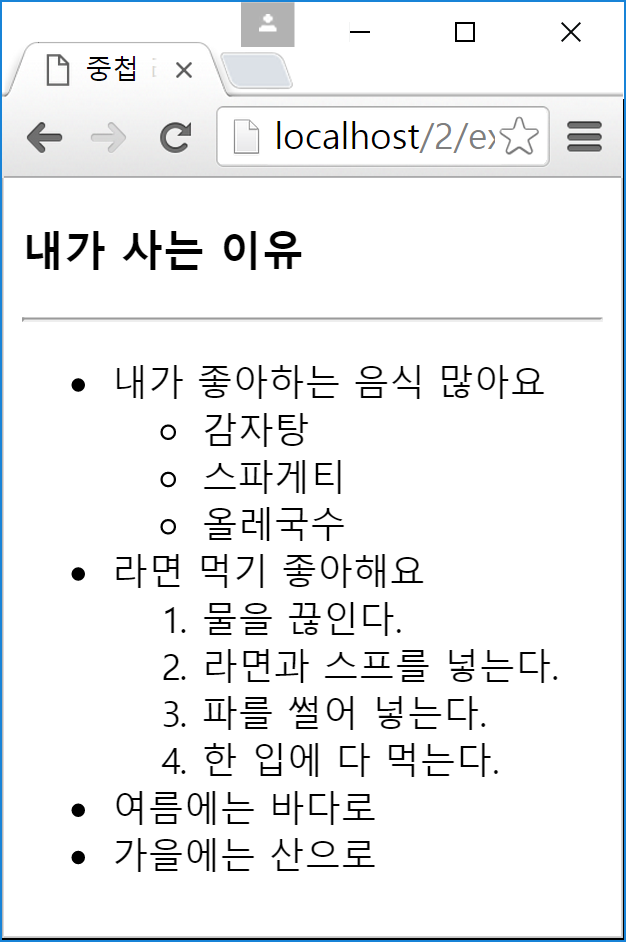 중첩
localhost/2/ex
내가 사는 이유
• 내가 좋아하는 음식 많아요
○ 감자탕
○ 스파게티
○ 올레국수
• 라면 먹기 좋아해요
1. 물을 끊인다.
2. 라면과 스프를 넣는다.
3. 파를 썰어 넣는다.
4. 한 입에 다 먹는다.
• 여름에는 바다로
• 가을에는 산으로